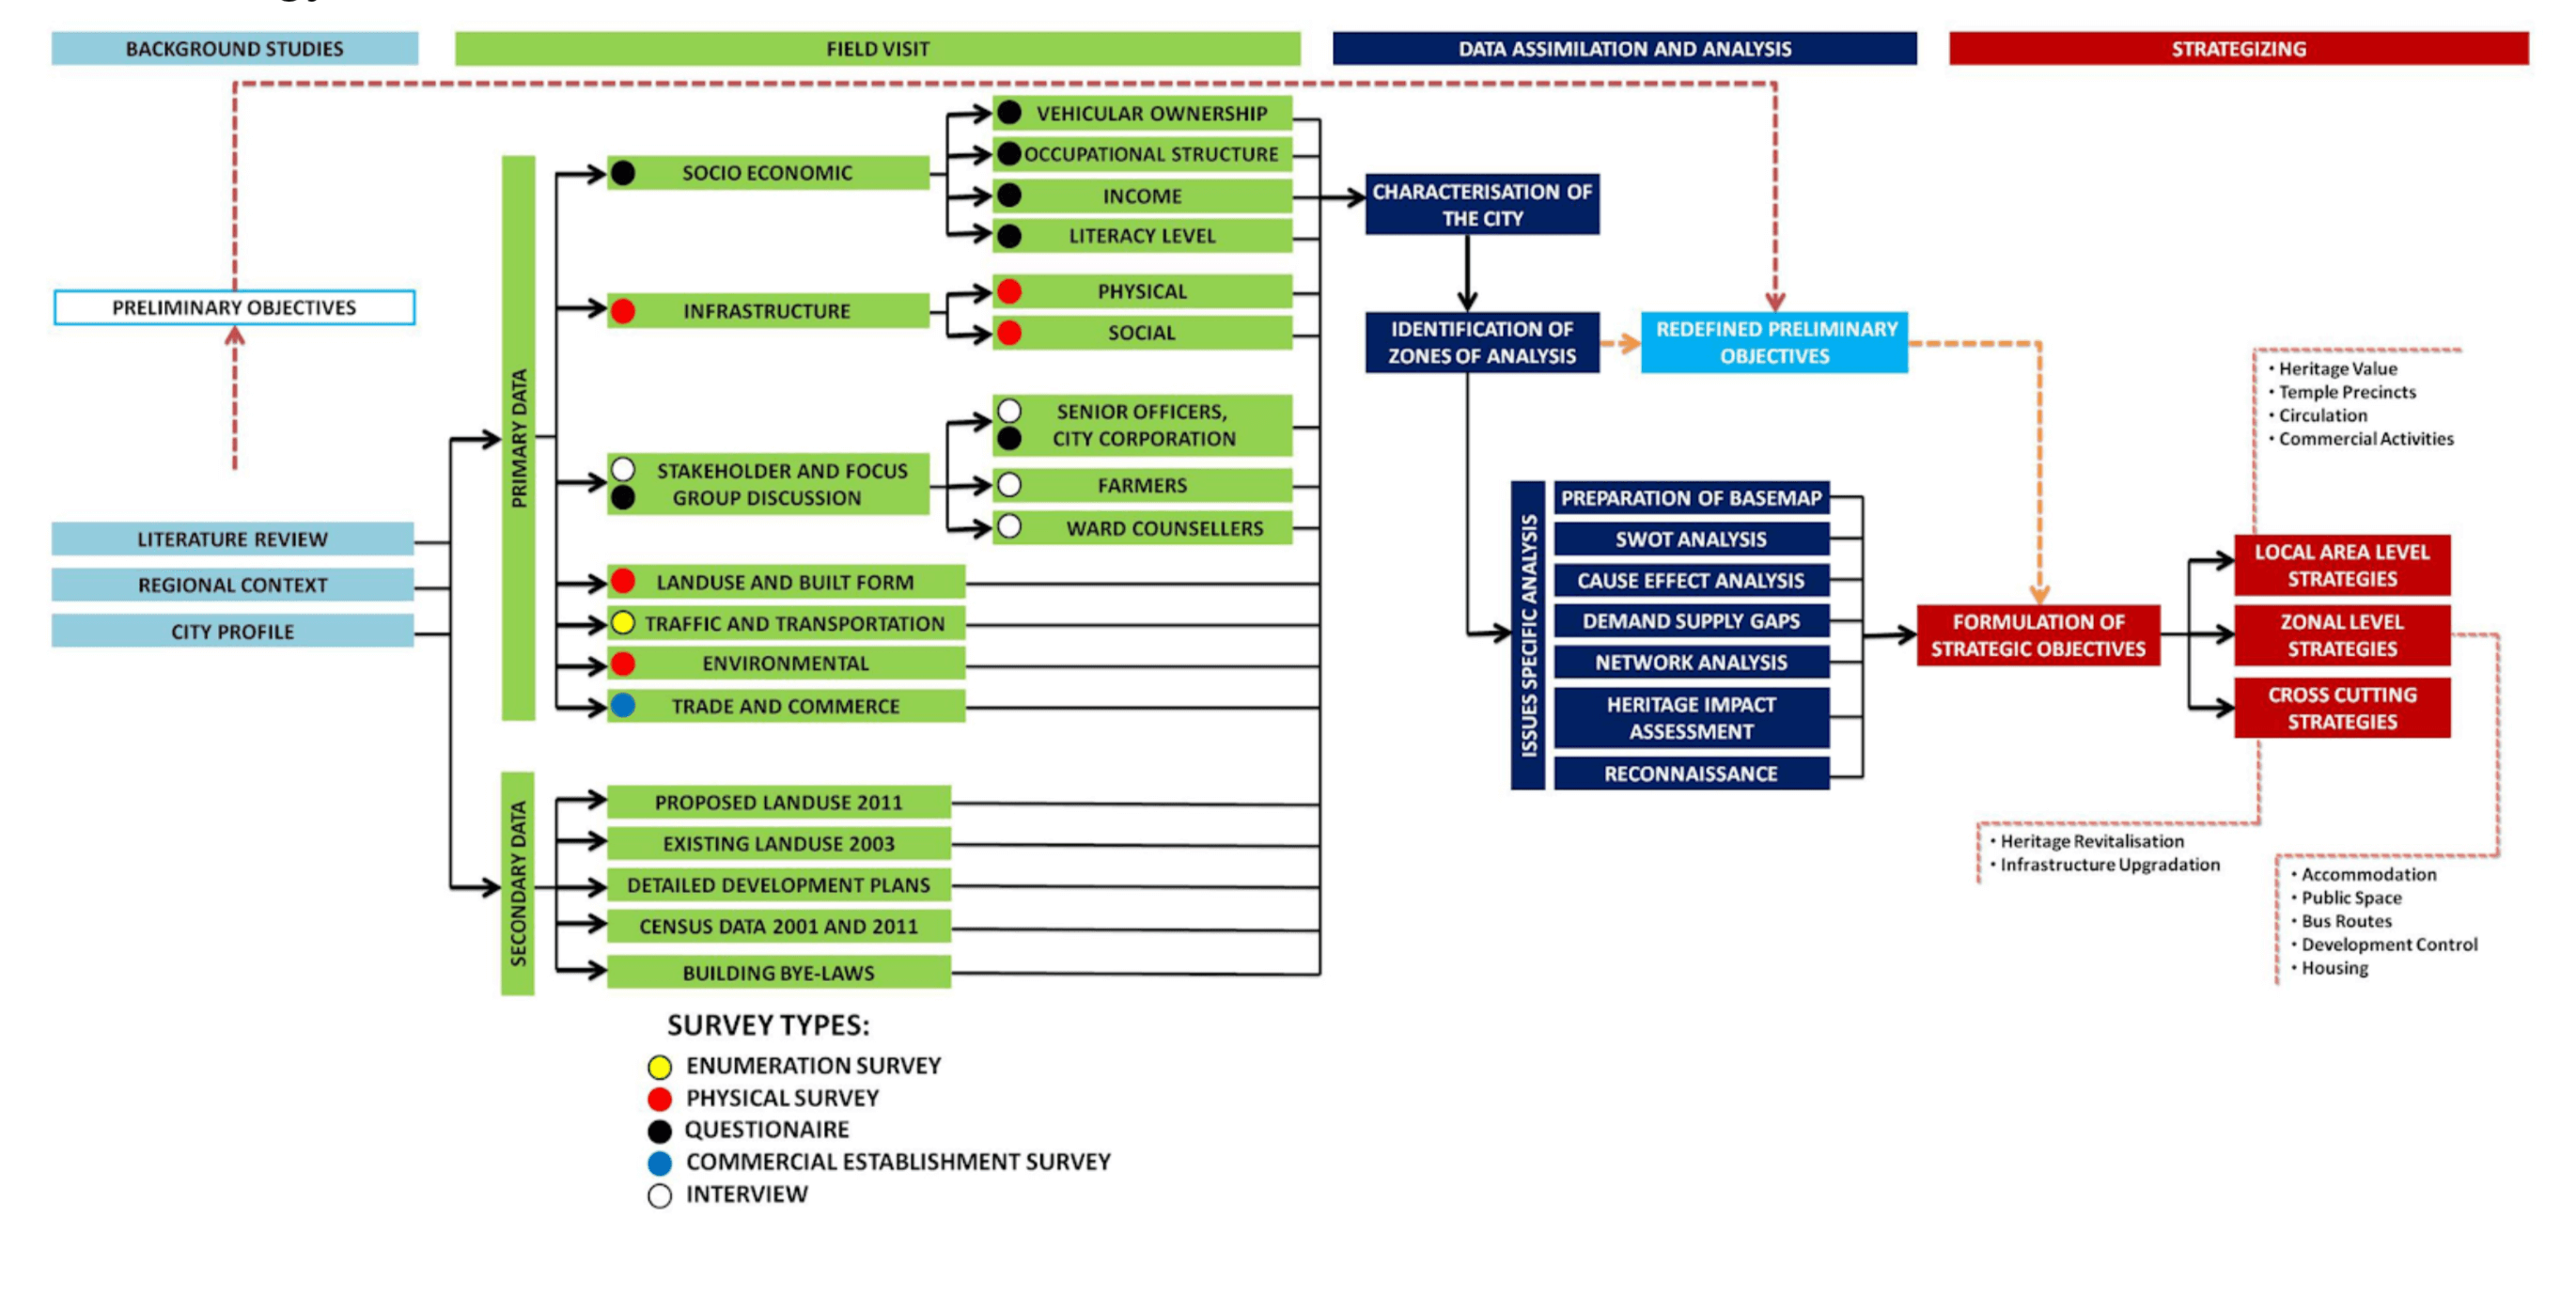 BACKGROUND STUDIES
FIELD VISIT
DATA ASSIMILATION AND ANALYSIS
STRATEGIZING
PRELIMINARY OBJECTIVES
LITERATURE REVIEW
REGIONAL CONTEXT
CITY PROFILE
PRIMARY DATA
SOCIO ECONOMIC
VEHICULAR OWNERSHIP
OCCUPATIONAL STRUCTURE
INCOME
LITERACY LEVEL
INFRASTRUCTURE
PHYSICAL
SOCIAL
STAKEHOLDER AND FOCUS
GROUP DISCUSSION
SENIOR OFFICERS,
CITY CORPORATION
FARMERS
WARD COUNSELLERS
LANDUSE AND BUILT FORM
TRAFFIC AND TRANSPORTATION
ENVIRONMENTAL
TRADE AND COMMERCE
SECONDARY DATA
PROPOSED LANDUSE 2011
EXISTING LANDUSE 2003
DETAILED DEVELOPMENT PLANS
CENSUS DATA 2001 AND 2011
BUILDING BYE-LAWS
SURVEY TYPES:
ENUMERATION SURVEY
PHYSICAL SURVEY
QUESTIONAIRE
COMMERCIAL ESTABLISHMENT SURVEY
INTERVIEW
CHARACTERISATION OF
THE CITY
IDENTIFICATION OF
ZONES OF ANALYSIS
REDEFINED PRELIMINARY
OBJECTIVES
ISSUES SPECIFIC ANALYSIS
PREPARATION OF BASEMAP
SWOT ANALYSIS
CAUSE EFFECT ANALYSIS
DEMAND SUPPLY GAPS
NETWORK ANALYSIS
HERITAGE IMPACT
ASSESSMENT
RECONNAISSANCE
FORMULATION OF
STRATEGIC OBJECTIVES
• Heritage Value
• Temple Precincts
• Circulation
• Commercial Activities
LOCAL AREA LEVEL
STRATEGIES
ZONAL LEVEL
STRATEGIES
CROSS CUTTING
STRATEGIES
• Heritage Revitalisation
• Infrastructure Upgradation
• Accommodation
• Public Space
• Bus Routes
• Development Control
• Housing